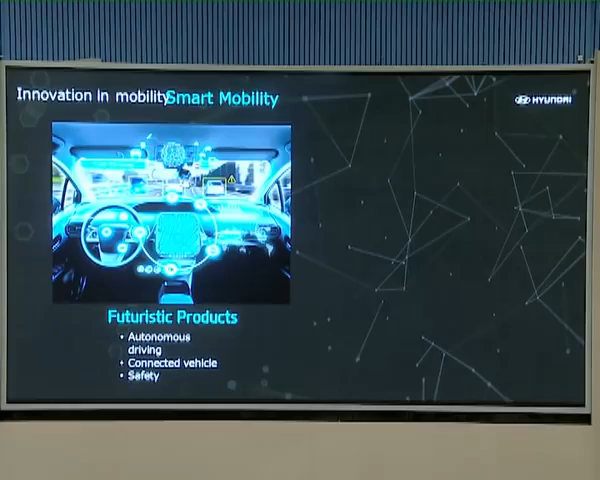 Innovation in mobility Smart Mobility
HYUNDAI
Futuristic Products
• Autonomous
driving
• Connected vehicle
• Safety